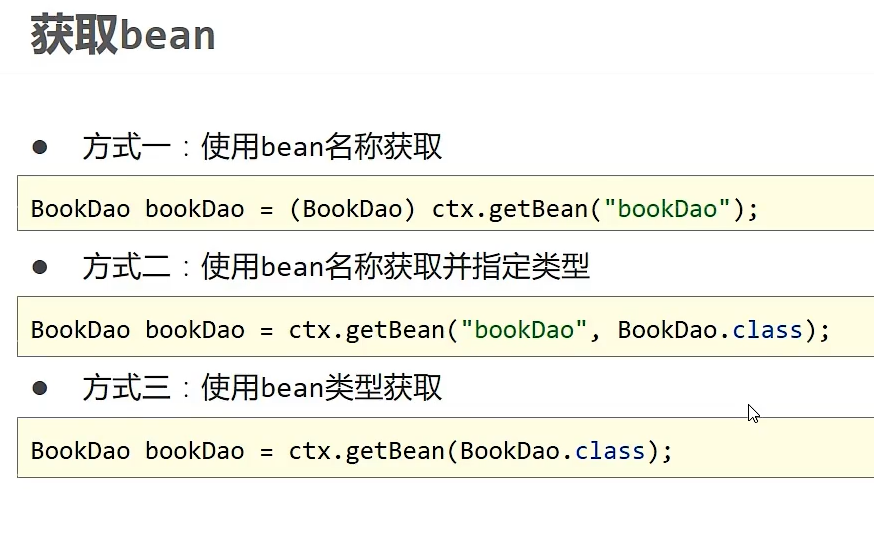 获取bean
● 方式一：使用bean名称获取
BookDao bookDao = (BookDao) ctx.getBean("bookDao");
● 方式二：使用bean名称获取并指定类型
BookDao bookDao = ctx.getBean("bookDao", BookDao.class);
● 方式三：使用bean类型获取
BookDao bookDao = ctx.getBean(BookDao.class);